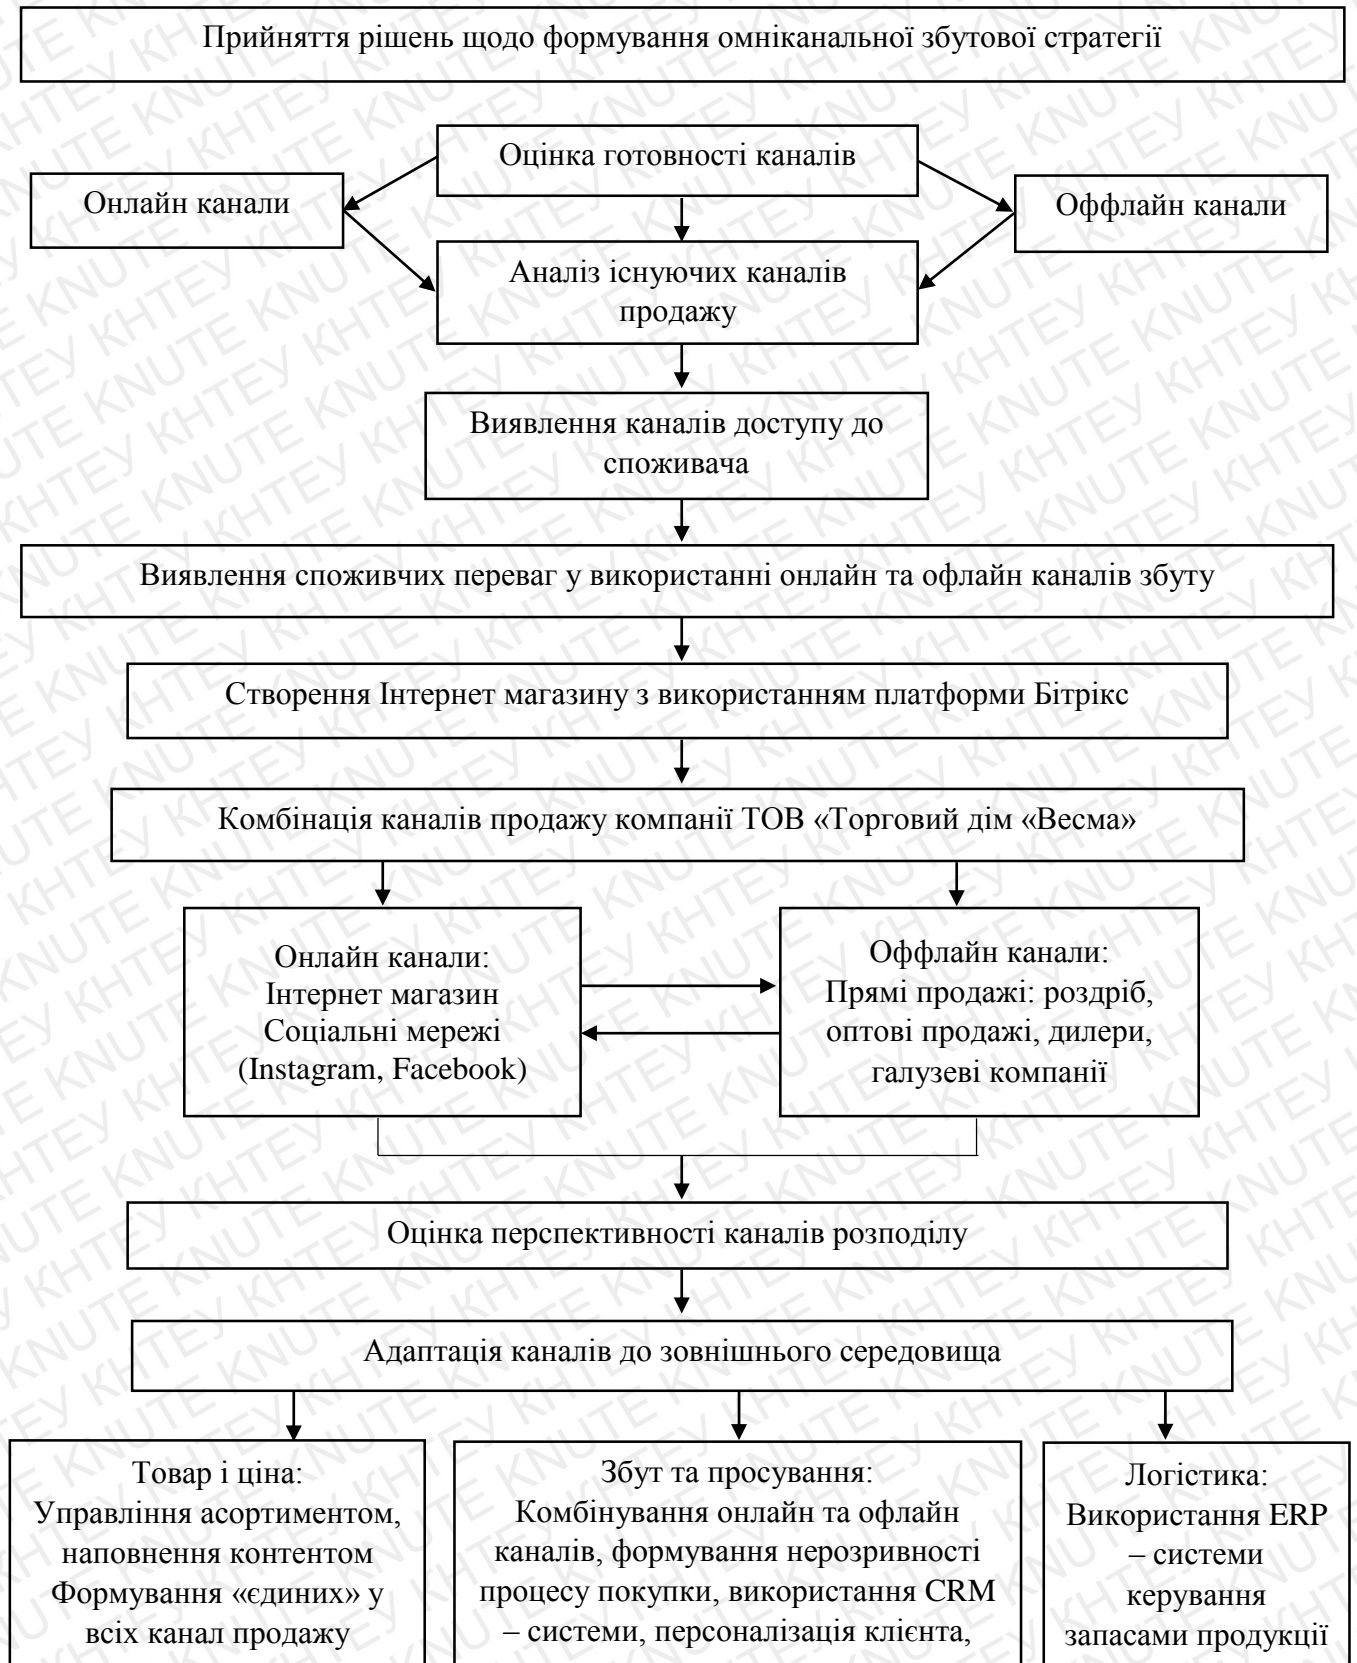 Прийняття рішень щодо формування омніканальної збутової стратегії
Оцінка готовності каналів
Онлайн канали
Оффлайн канали
Аналіз існуючих каналів
продажу
Виявлення каналів доступу до
споживача
Виявлення споживчих переваг у використанні онлайн та офлайн каналів збуту
Створення Інтернет магазину з використанням платформи Бітрікс
Комбінація каналів продажу компанії ТОВ «Торговий дім «Весма»
Онлайн канали:
Інтернет магазин
Соціальні мережі
(Instagram, Facebook)
Оффлайн канали:
Прямі продажі: роздріб,
оптові продажі, дилери,
галузеві компанії
Оцінка перспективності каналів розподілу
Адаптація каналів до зовнішнього середовища
Товар і ціна:
Управління асортиментом,
наповнення контентом
Формування «єдиних» у
всіх канал продажу
Збут та просування:
Комбінування онлайн та офлайн
каналів, формування нерозривності
процесу покупки, використання CRM
– системи, персоналізація клієнта,
Логістика:
Використання ERP
– системи
керування
запасами продукції